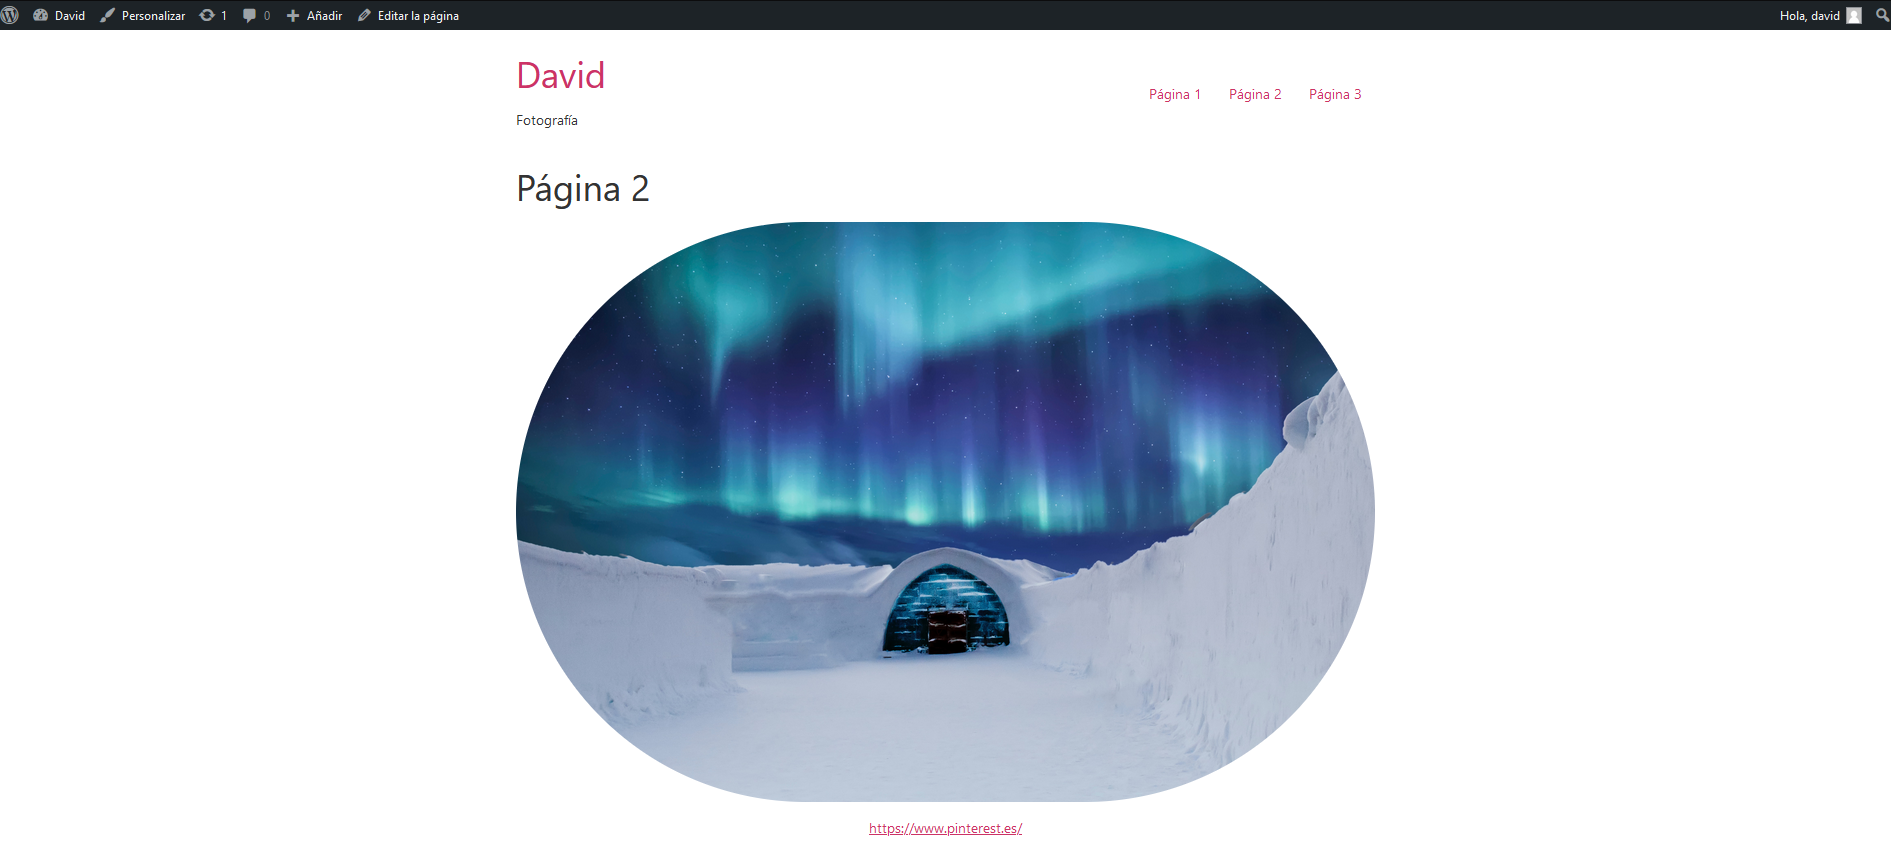 David Personalizar 1 0 Añadir Editar la página Hola, david
David
Fotografía
Página 1 Página 2 Página 3
Página 2
https://www.pinterest.es/